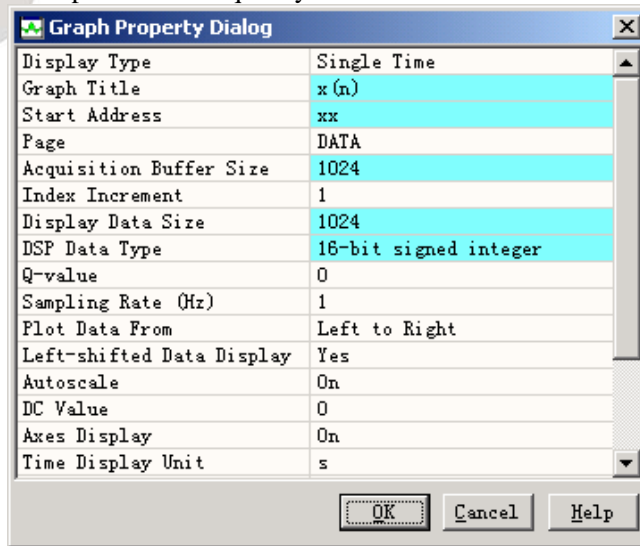 Graph Property Dialog
Display Type Single Time
Graph Title x(n)
Start Address xx
Page DATA
Acquisition Buffer Size 1024
Index Increment 1
Display Data Size 1024
DSP Data Type 16-bit signed integer
Q-value 0
Sampling Rate (Hz) 1
Plot Data From Left to Right
Left-shifted Data Display Yes
Autoscale On
DC Value 0
Axes Display On
Time Display Unit s
OK Cancel Help